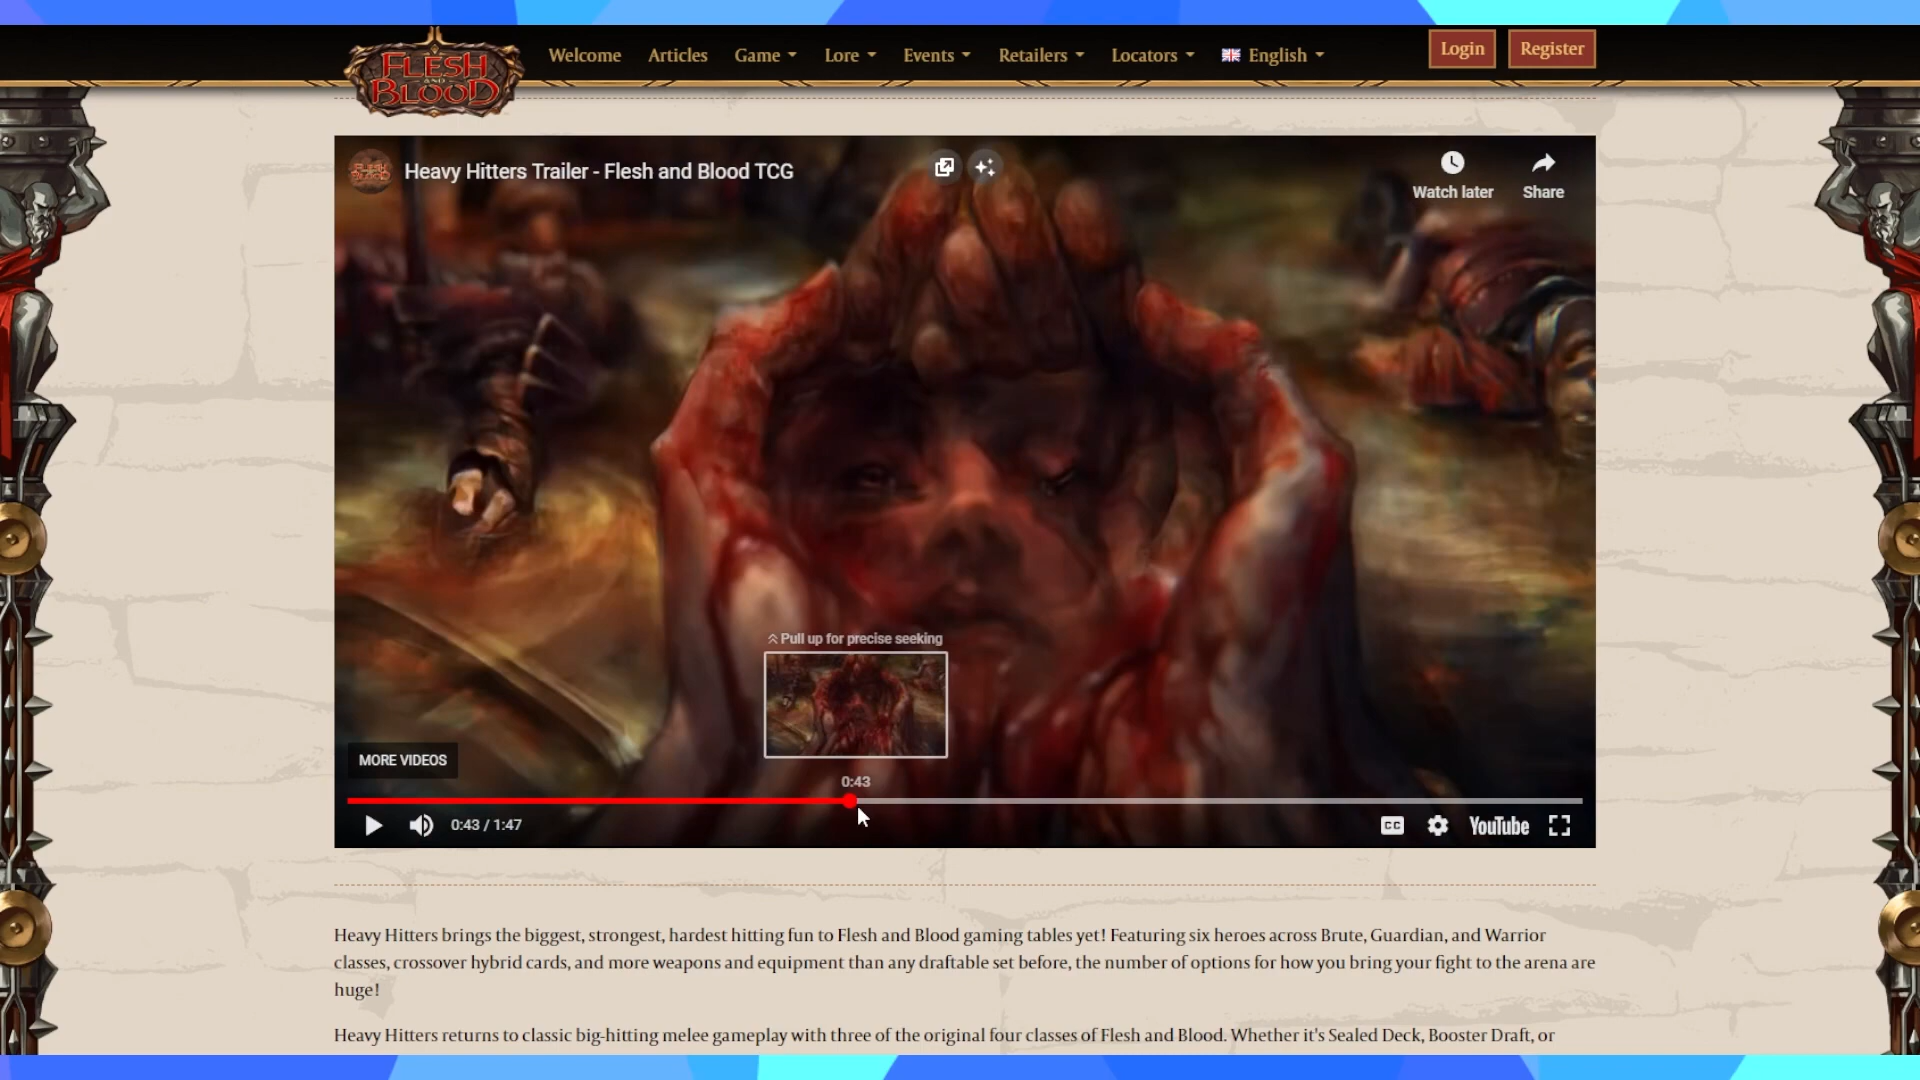 FLESH
AND
BLOOD
Welcome Articles Game Lore Events Retailers Locators English
Login Register
Heavy Hitters Trailer - Flesh and Blood TCG
Watch later Share
Pull up for precise seeking
MORE VIDEOS
0:43
0:43 / 1:47
CC YouTube
Heavy Hitters brings the biggest, strongest, hardest hitting fun to Flesh and Blood gaming tables yet! Featuring six heroes across Brute, Guardian, and Warrior
classes, crossover hybrid cards, and more weapons and equipment than any draftable set before, the number of options for how you bring your fight to the arena are
huge!
Heavy Hitters returns to classic big-hitting melee gameplay with three of the original four classes of Flesh and Blood. Whether it's Sealed Deck, Booster Draft, or